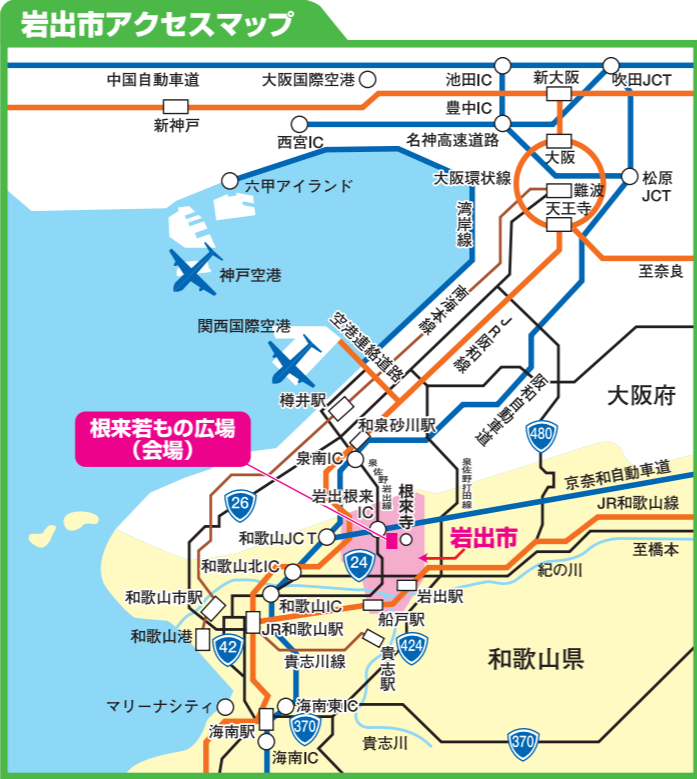 岩出市アクセスマップ
中国自動車道
大阪国際空港
池田IC
新大阪
吹田JCT
新神戸
豊中IC
西宮IC
名神高速道路
大阪
六甲アイランド
大阪環状線
難波
松原
JCT
湾岸線
天王寺
神戸空港
至奈良
関西国際空港
南海本線
空港連絡道路
JR阪和線
阪和自動車道
大阪府
樽井駅
根来若もの広場
(会場)
和泉砂川駅
480
泉南IC
泉佐野岩出線
泉佐野打田線
京奈和自動車道
26
岩出根来
IC
根來寺
JR和歌山線
和歌山JCT
岩出市
至橋本
和歌山北IC
24
紀の川
和歌山市駅
和歌山IC
岩出駅
船戸駅
和歌山港
JR和歌山駅
42
貴志川線
貴志駅
424
和歌山県
マリーナシティ
海南東IC
海南駅
370
貴志川
370
海南IC